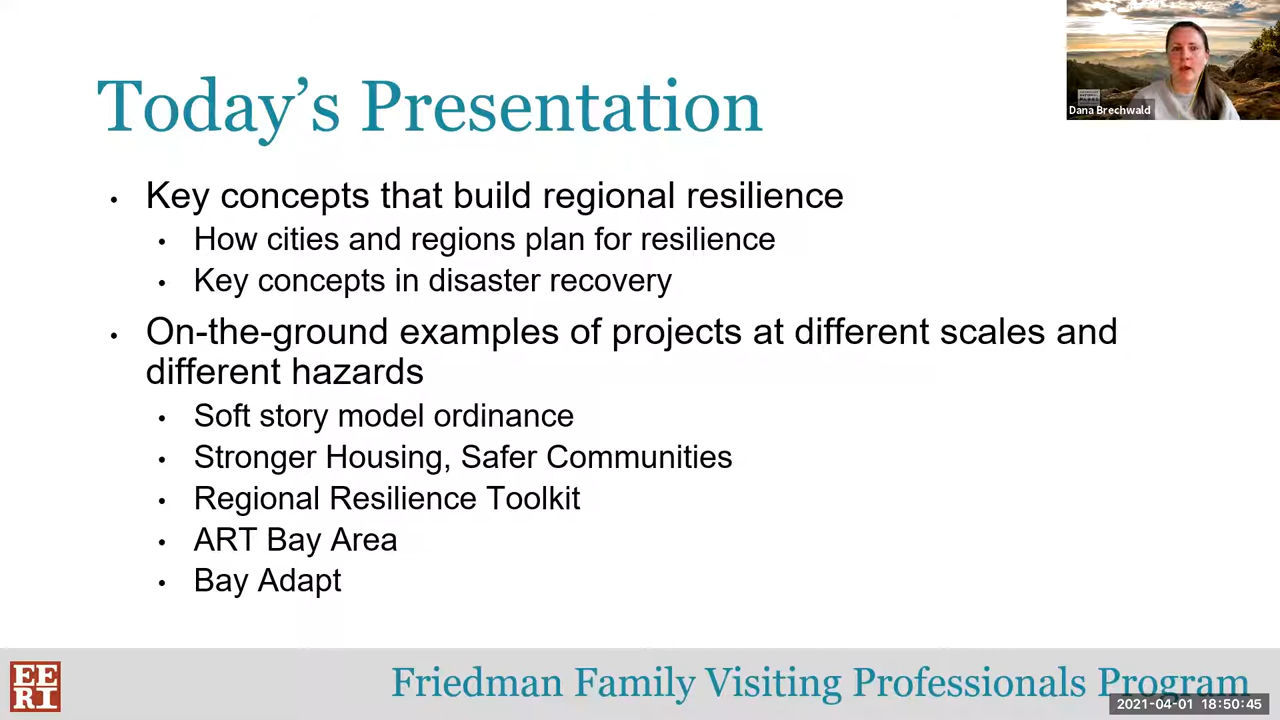 Today's Presentation
Dana Brechwald
• Key concepts that build regional resilience
• How cities and regions plan for resilience
• Key concepts in disaster recovery
• On-the-ground examples of projects at different scales and
different hazards
• Soft story model ordinance
• Stronger Housing, Safer Communities
• Regional Resilience Toolkit
• ART Bay Area
• Bay Adapt
EE
RI
Friedman Family Visiting Professionals Program
2021-04-01 18:50:45